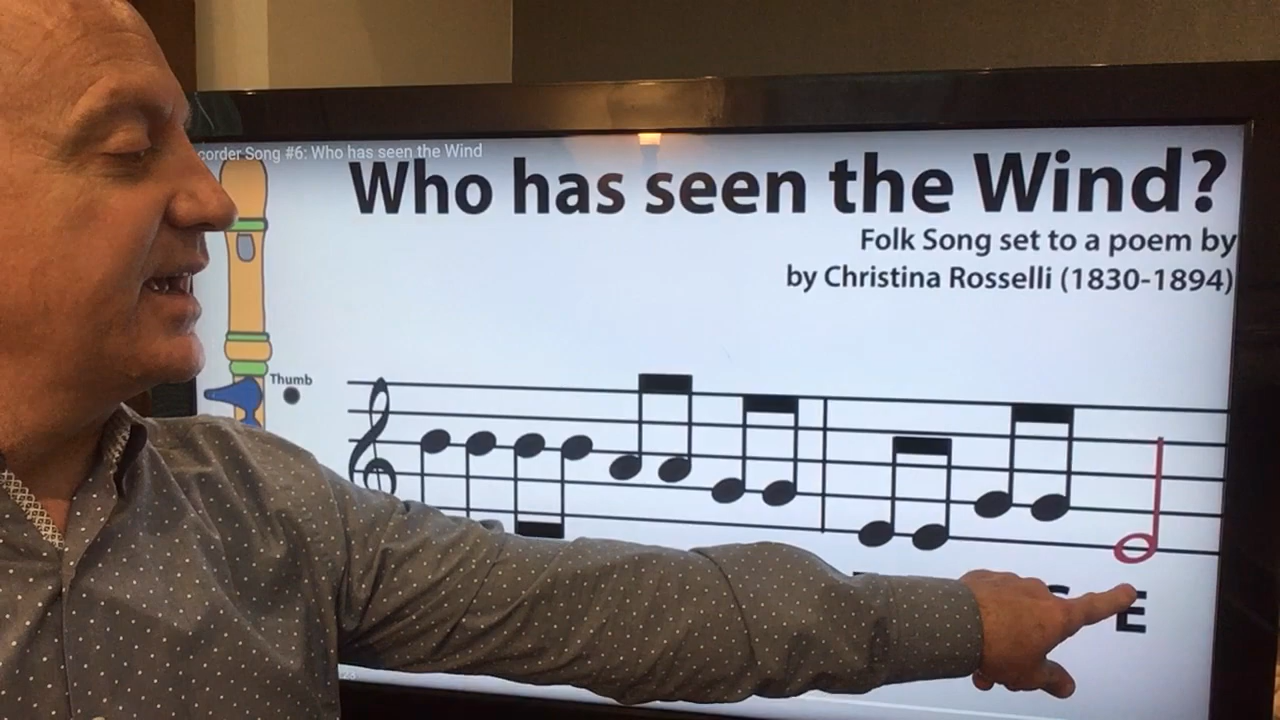 corder Song #6: Who has seen the Wind
Who has seen the Wind?
Folk Song set to a poem by
by Christina Rosselli (1830-1894)
Thumb
E